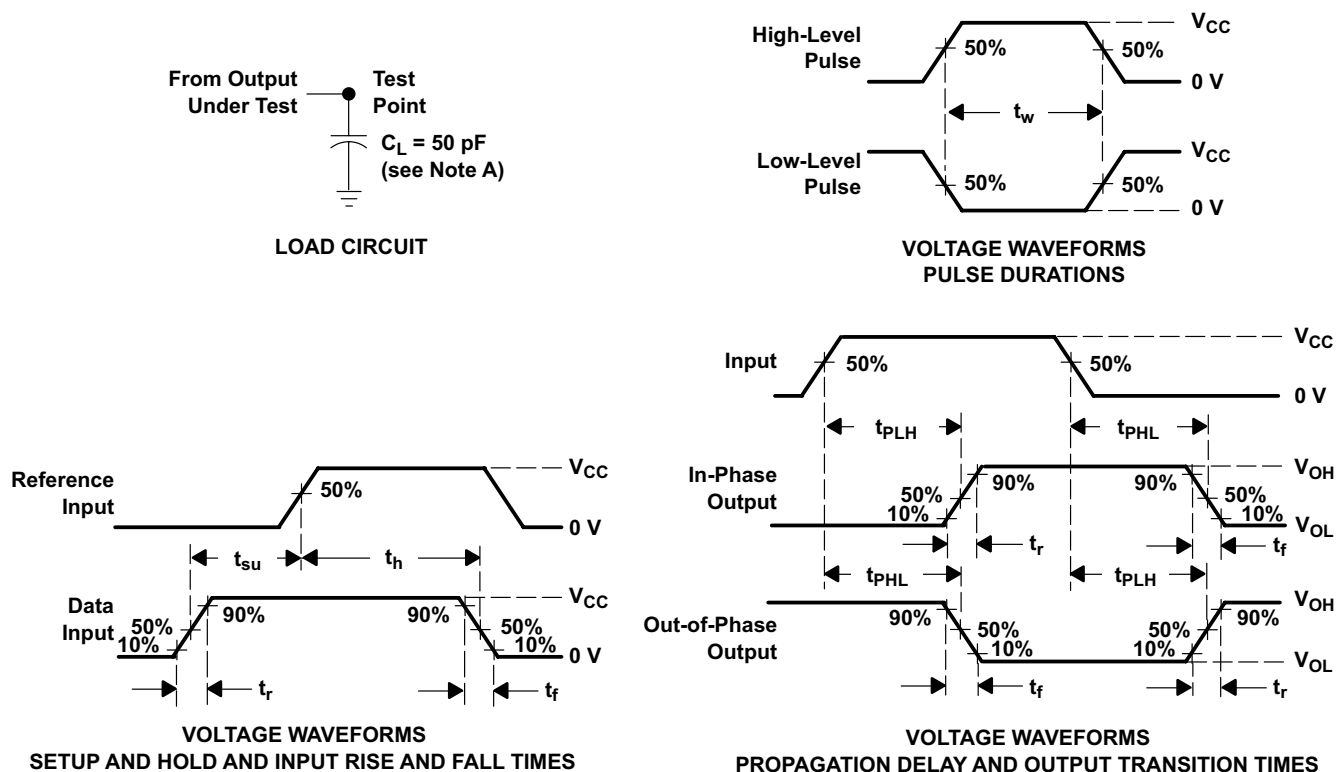 From Output
Under Test
Test
Point
CL = 50 pF
(see Note A)
LOAD CIRCUIT
High-Level
Pulse
50%
50%
VCC
0 V
tw
Low-Level
Pulse
50%
50%
VCC
0 V
VOLTAGE WAVEFORMS
PULSE DURATIONS
Reference
Input
50%
VCC
0 V
tsu
th
Data
Input
50%
10%
90%
90%
50%
10%
VCC
0 V
tr
tf
VOLTAGE WAVEFORMS
SETUP AND HOLD AND INPUT RISE AND FALL TIMES
Input
50%
50%
VCC
0 V
tPLH
tPHL
In-Phase
Output
50%
10%
90%
90%
50%
10%
VOH
VOL
tr
tf
tPHL
tPLH
Out-of-Phase
Output
90%
50%
10%
50%
10%
90%
VOH
VOL
tf
tr
VOLTAGE WAVEFORMS
PROPAGATION DELAY AND OUTPUT TRANSITION TIMES